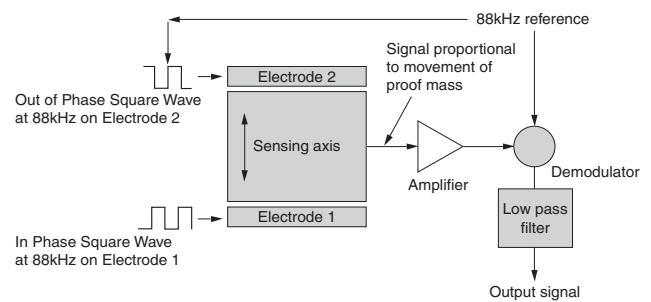 88kHz reference
Signal proportional
to movement of
proof mass
Electrode 2
Out of Phase Square Wave
at 88kHz on Electrode 2
Sensing axis
Amplifier
Demodulator
Electrode 1
Low pass
filter
In Phase Square Wave
at 88kHz on Electrode 1
Output signal